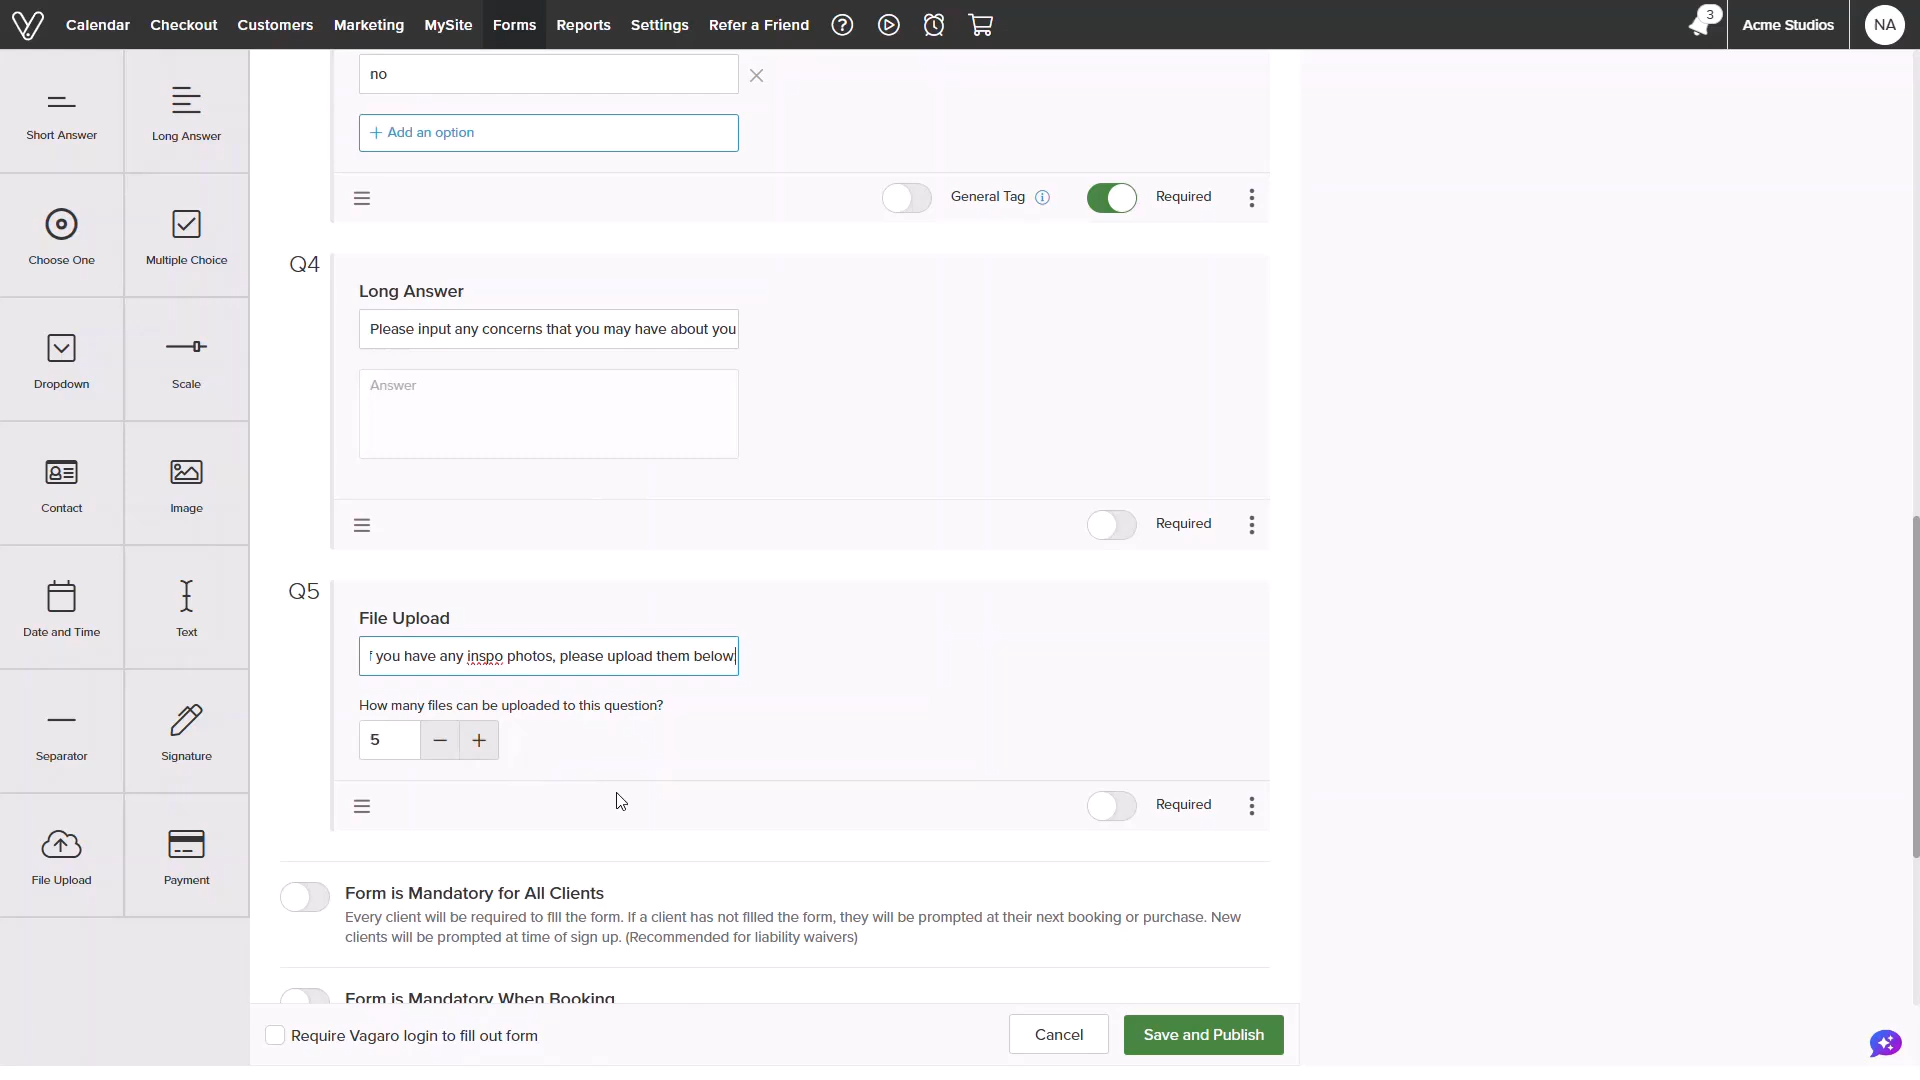 Calendar Checkout Customers Marketing MySite Forms Reports Settings Refer a Friend ? 3 Acme Studios NA
Short Answer
Long Answer
Choose One
Multiple Choice
Dropdown
Scale
Contact
Image
Date and Time
Text
Separator
Signature
File Upload
Payment
no
+ Add an option
General Tag
Required
Q4
Long Answer
Please input any concerns that you may have about you
Answer
Required
Q5
File Upload
f you have any inspo photos, please upload them below
How many files can be uploaded to this question?
5 − +
Required
Form is Mandatory for All Clients
Every client will be required to fill the form. If a client has not filled the form, they will be prompted at their next booking or purchase. New
clients will be prompted at time of sign up. (Recommended for liability waivers)
Form is Mandatory When Booking
Require Vagaro login to fill out form
Cancel
Save and Publish